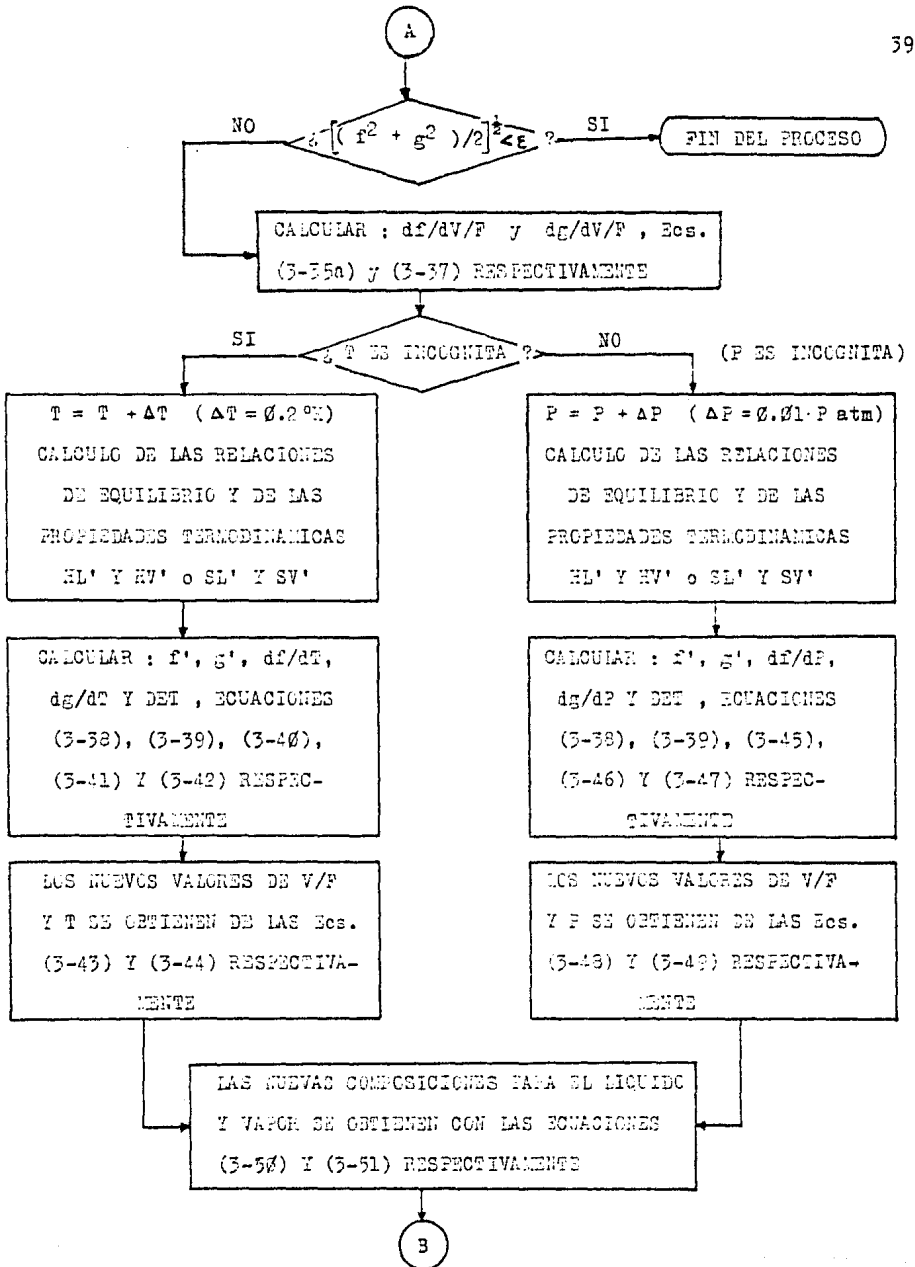 A
39
¿ [( f² + g² )/2]^½ < ε ?
NO
SI
FIN DEL PROCESO
CALCULAR : df/dV/F y dg/dV/F , Ecs.
(3-35a) y (3-37) RESPECTIVAMENTE
SI
¿ T ES INCOGNITA ?
NO
(P ES INCOGNITA)
T = T + ΔT ( ΔT = Ø.2 °K)
CALCULO DE LAS RELACIONES
DE EQUILIBRIO Y DE LAS
PROPIEDADES TERMODINAMICAS
HL' Y HV' o SL' Y SV'
P = P + ΔP ( ΔP = Ø.Ø1· P atm)
CALCULO DE LAS RELACIONES
DE EQUILIBRIO Y DE LAS
PROPIEDADES TERMODINAMICAS
HL' Y HV' o SL' Y SV'
CALCULAR : f', g', df/dT,
dg/dT Y DET , ECUACIONES
(3-38), (3-39), (3-4Ø),
(3-41) Y (3-42) RESPEC-
TIVAMENTE
CALCULAR : f', g', df/dP,
dg/dP Y DET , ECUACIONES
(3-38), (3-39), (3-45),
(3-46) Y (3-47) RESPEC-
TIVAMENTE
LOS NUEVOS VALORES DE V/F
Y T SE OBTIENEN DE LAS Ecs.
(3-43) Y (3-44) RESPECTIVA-
MENTE
LOS NUEVOS VALORES DE V/F
Y P SE OBTIENEN DE LAS Ecs.
(3-48) Y (3-49) RESPECTIVA-
MENTE
LAS NUEVAS COMPOSICIONES PARA EL LIQUIDO
Y VAPOR SE OBTIENEN CON LAS ECUACIONES
(3-5Ø) Y (3-51) RESPECTIVAMENTE
B